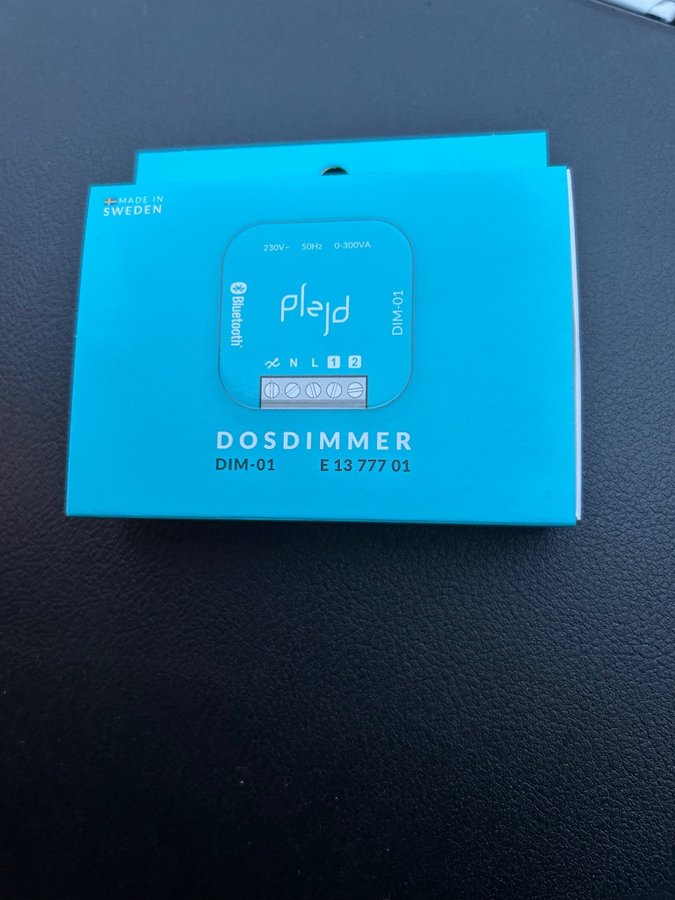 MADE IN
SWEDEN
230V~ 50Hz 0-300VA
Bluetooth®
plejd
DIM-01
N L 1 2
DOSDIMMER
DIM-01 E 13 777 01